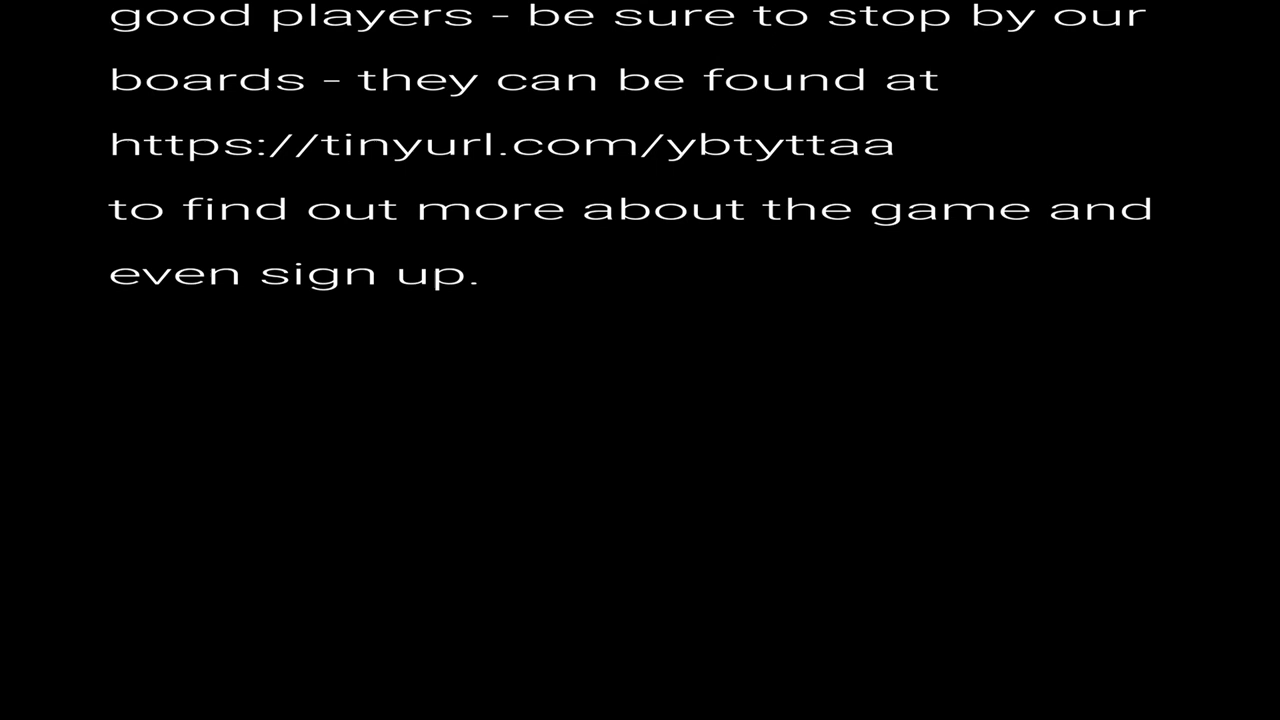 good players - be sure to stop by our
boards - they can be found at
https://tinyurl.com/ybtyttaa
to find out more about the game and
even sign up.